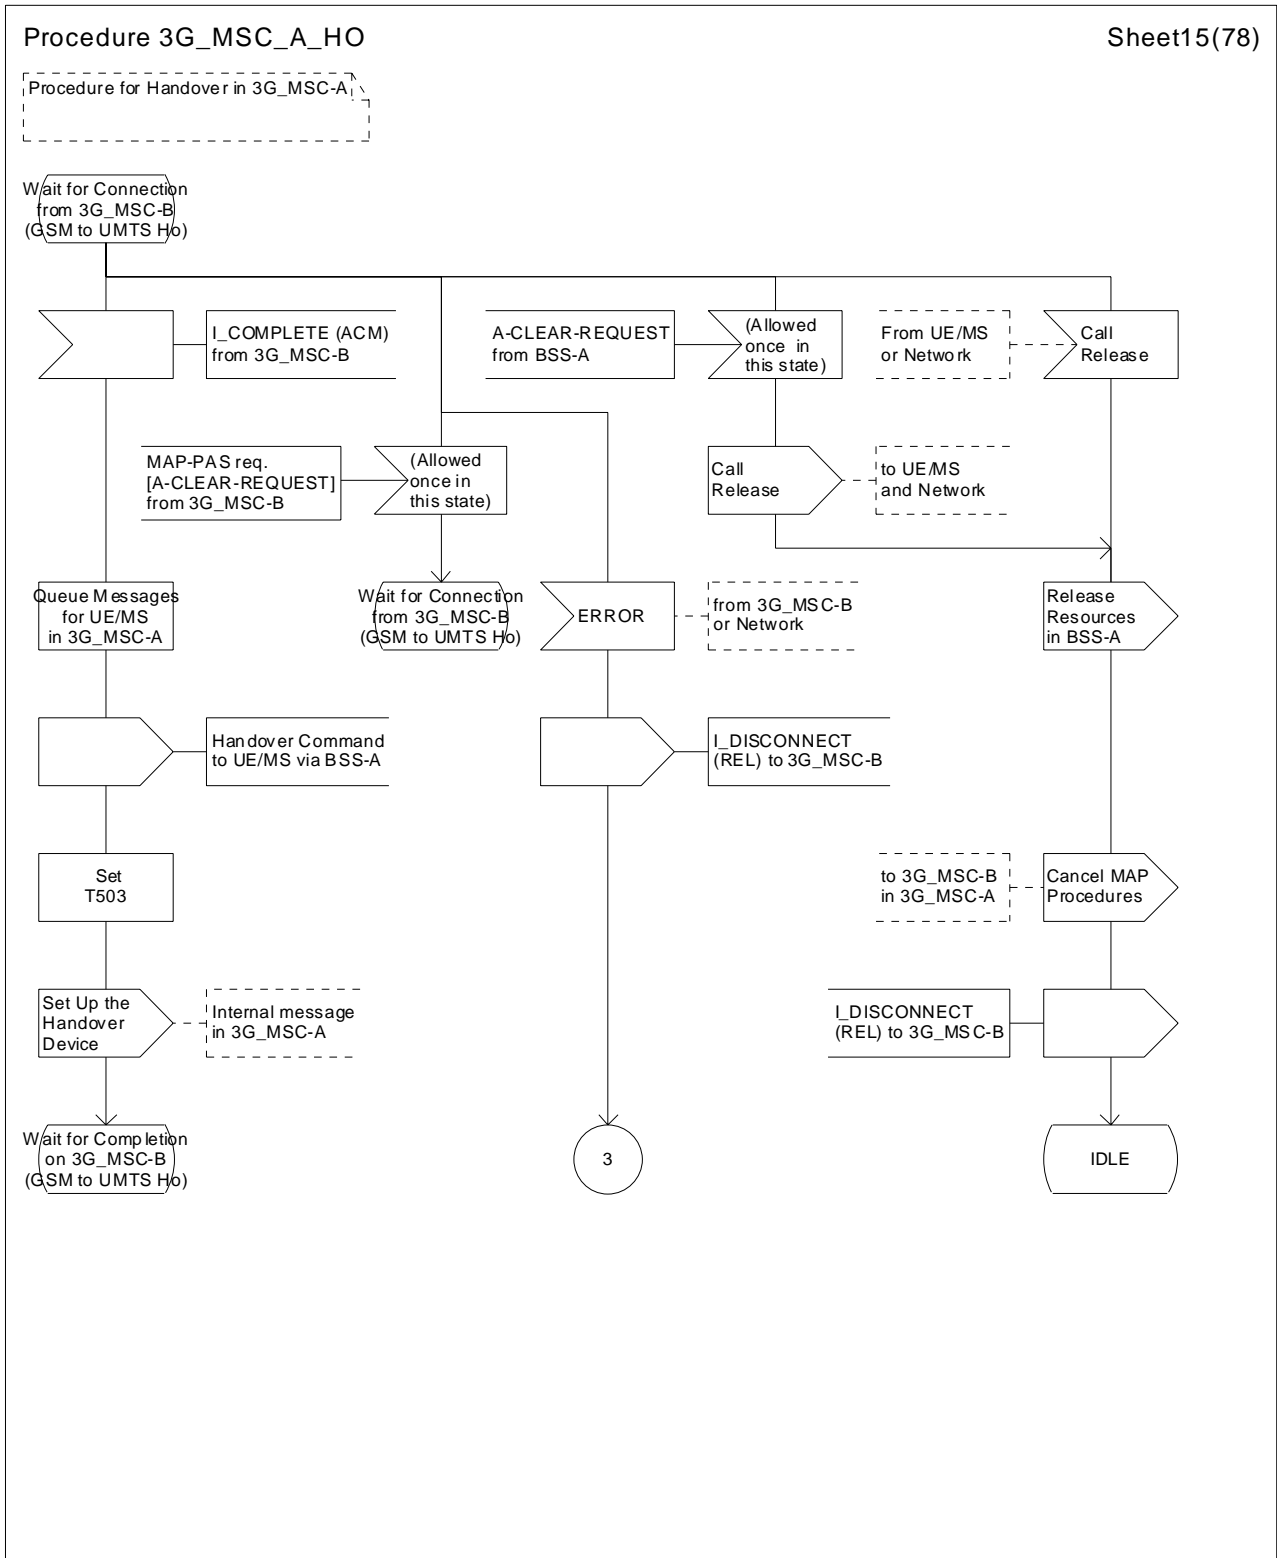 Procedure 3G_MSC_A_HO
Sheet15(78)
Procedure for Handover in 3G_MSC-A
Wait for Connection
from 3G_MSC-B
(GSM to UMTS Ho)
I_COMPLETE (ACM)
from 3G_MSC-B
A-CLEAR-REQUEST
from BSS-A
(Allowed
once in
this state)
From UE/MS
or Network
Call
Release
MAP-PAS req.
[A-CLEAR-REQUEST]
from 3G_MSC-B
(Allowed
once in
this state)
Call
Release
to UE/MS
and Network
Queue Messages
for UE/MS
in 3G_MSC-A
Wait for Connection
from 3G_MSC-B
(GSM to UMTS Ho)
ERROR
from 3G_MSC-B
or Network
Release
Resources
in BSS-A
Handover Command
to UE/MS via BSS-A
I_DISCONNECT
(REL) to 3G_MSC-B
Set
T503
to 3G_MSC-B
in 3G_MSC-A
Cancel MAP
Procedures
Set Up the
Handover
Device
Internal message
in 3G_MSC-A
I_DISCONNECT
(REL) to 3G_MSC-B
Wait for Completion
on 3G_MSC-B
(GSM to UMTS Ho)
3
IDLE